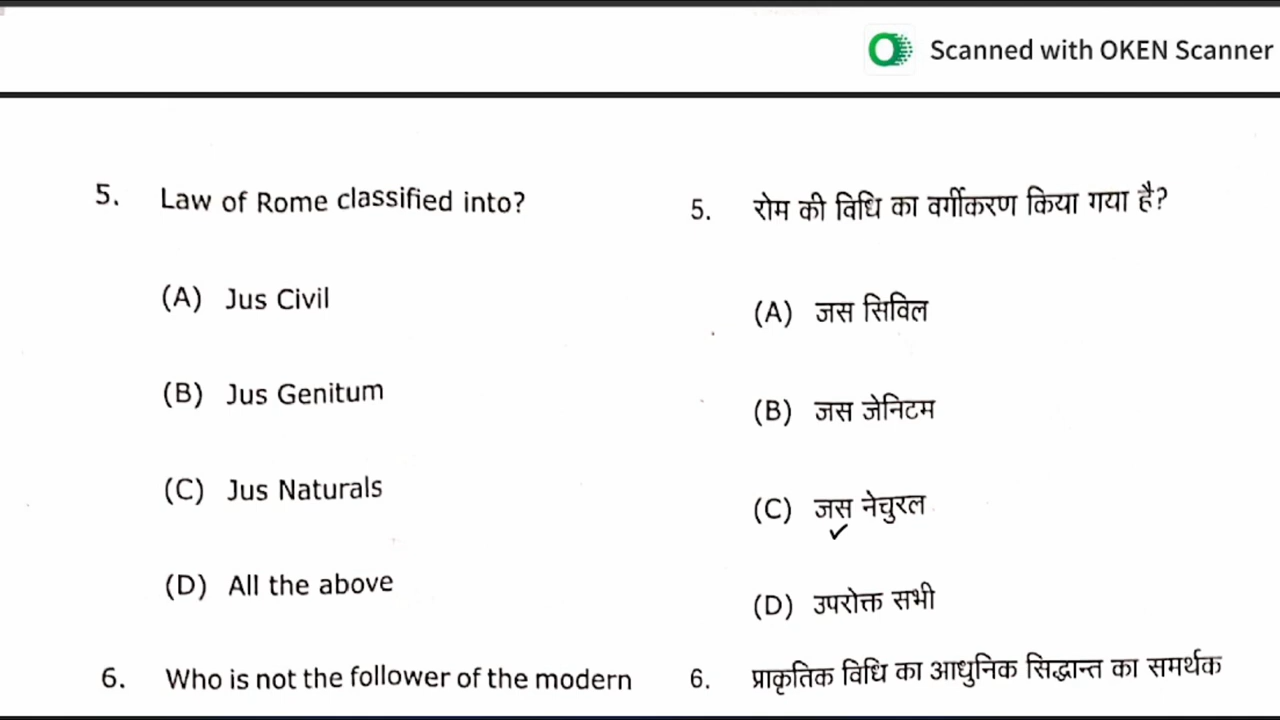 Scanned with OKEN Scanner
5. Law of Rome classified into?
(A) Jus Civil
(B) Jus Genitum
(C) Jus Naturals
(D) All the above
6. Who is not the follower of the modern
5. रोम की विधि का वर्गीकरण किया गया है?
(A) जस सिविल
(B) जस जेनिटम
(C) जस नेचुरल
(D) उपरोक्त सभी
6. प्राकृतिक विधि का आधुनिक सिद्धान्त का समर्थक